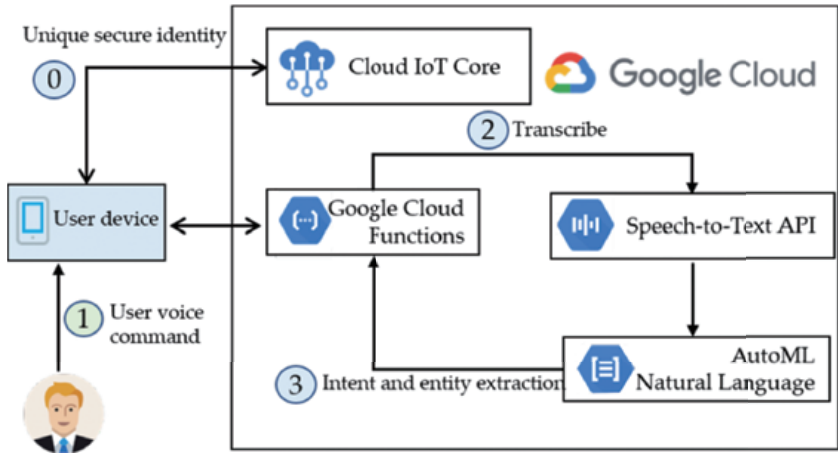 Unique secure identity
0
Cloud IoT Core
Google Cloud
2 Transcribe
User device
Google Cloud
Functions
Speech-to-Text API
1 User voice
command
AutoML
Natural Language
3 Intent and entity extraction